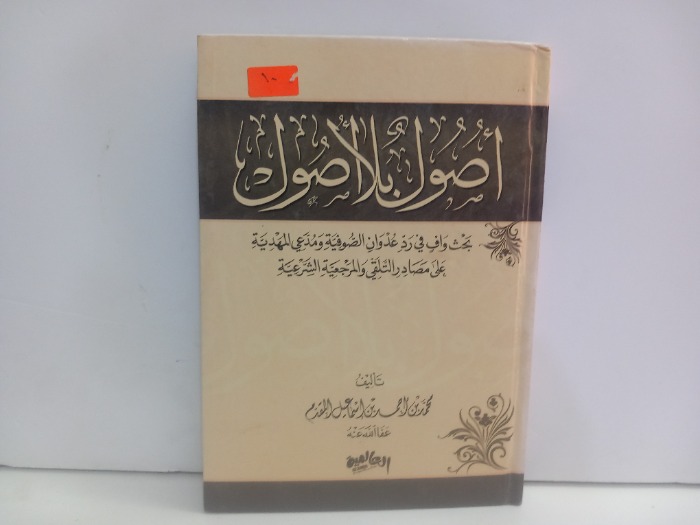 ١٠
أصول بلا أصول
بحث واف في رد عدوان الصوفية ومدعي المهدية
على مصادر التلقي والمرجعية الشرعية
تأليف
محمد بن أحمد بن إسماعيل المقدم
عفا الله عنه
العالمية